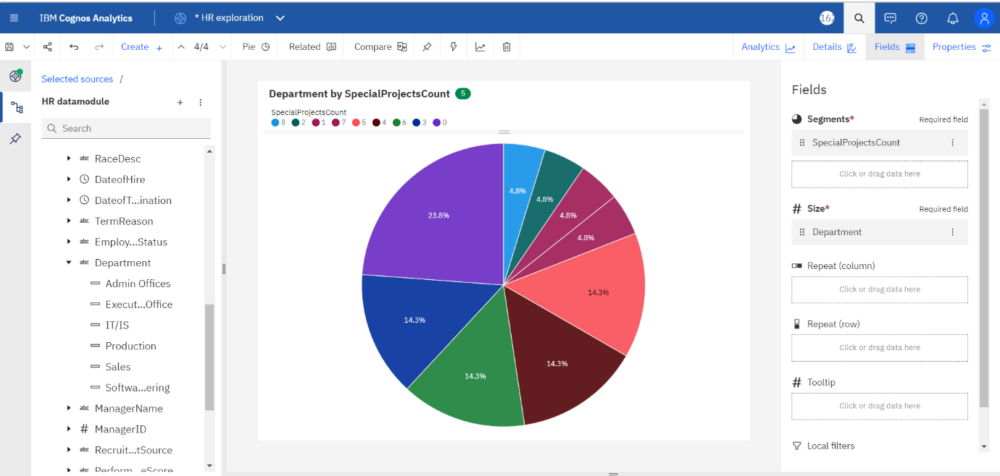 IBM Cognos Analytics
* HR exploration
162
Create +
4/4
Pie
Related
Compare
Analytics
Details
Fields
Properties
Selected sources /
HR datamodule
Search
abc RaceDesc
DateofHire
DateofT...ination
abc TermReason
abc Employ...Status
abc Department
Admin Offices
Execut...Office
IT/IS
Production
Sales
Softwa...ering
abc ManagerName
# ManagerID
abc Recruit...tSource
abc Perform...eScore
Department by SpecialProjectsCount 5
SpecialProjectsCount
8 2 1 7 5 4 6 3 0
4.8%
4.8%
4.8%
4.8%
14.3%
14.3%
14.3%
14.3%
23.8%
Fields
Segments* Required field
SpecialProjectsCount
Click or drag data here
# Size* Required field
Department
Repeat (column)
Click or drag data here
Repeat (row)
Click or drag data here
# Tooltip
Click or drag data here
Local filters